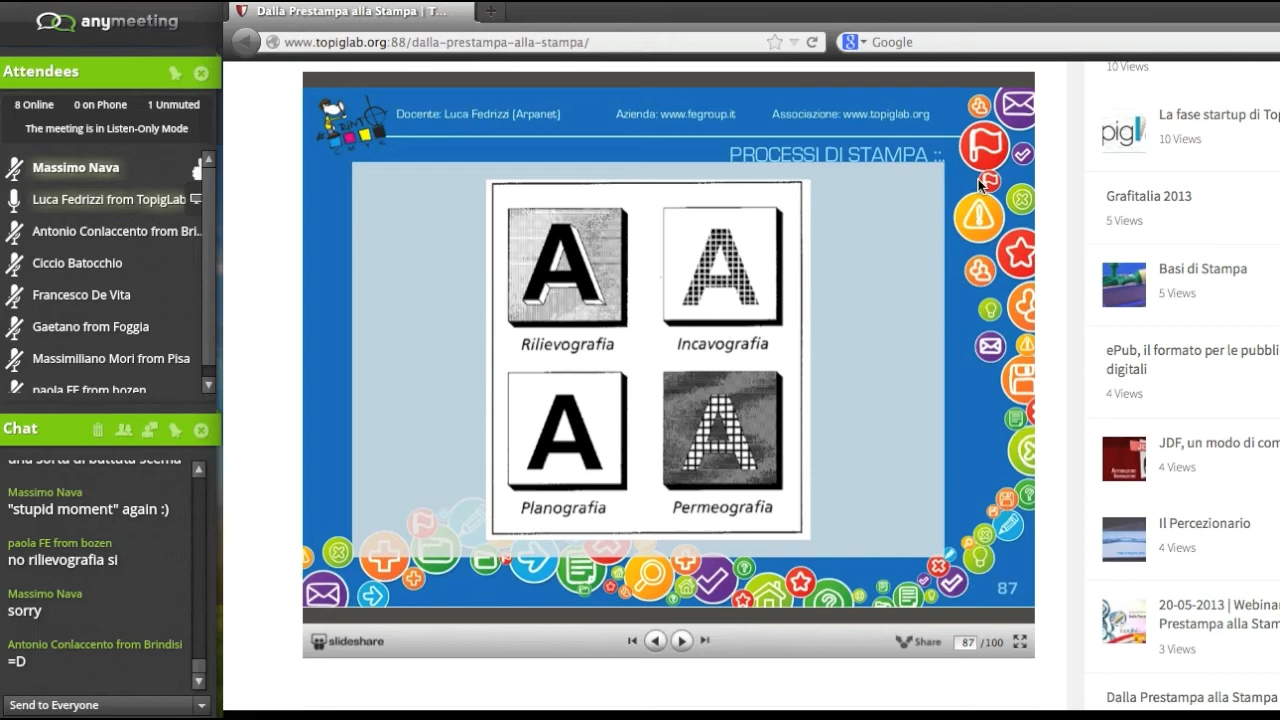 anymeeting
Dalla Prestampa alla Stampa | T...
www.topiglab.org:88/dalla-prestampa-alla-stampa/
Google
Attendees
8 Online 0 on Phone 1 Unmuted
The meeting is in Listen-Only Mode
Massimo Nava
Luca Fedrizzi from TopigLab
Antonio Conlaccento from Bri..
Ciccio Batocchio
Francesco De Vita
Gaetano from Foggia
Massimiliano Mori from Pisa
paola FE from bozen
Chat
Massimo Nava
"stupid moment" again :)
paola FE from bozen
no rilievografia si
Massimo Nava
sorry
Antonio Conlaccento from Brindisi
=D
Send to Everyone
Docente: Luca Fedrizzi [Arpanet] Azienda: www.fegroup.it Associazione: www.topiglab.org
PROCESSI DI STAMPA ::.
A
A
Rilievografia
Incavografia
A
A
Planografia
Permeografia
87
slideshare
Share
87 /100
10 Views
La fase startup di Top
10 Views
Grafitalia 2013
5 Views
Basi di Stampa
5 Views
ePub, il formato per le pubbli
digitali
4 Views
JDF, un modo di com
4 Views
Il Percezionario
4 Views
20-05-2013 | Webina
Prestampa alla Stam
3 Views
Dalla Prestampa alla Stampa